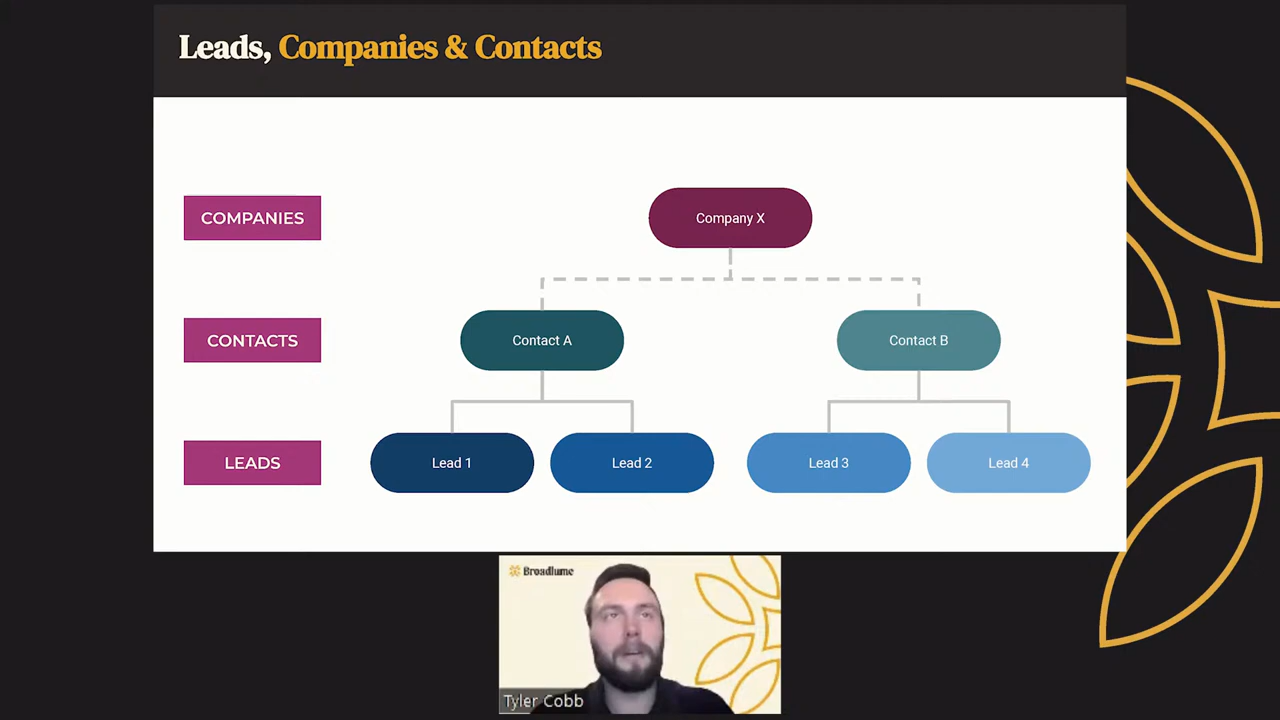 Leads, Companies & Contacts
COMPANIES
Company X
CONTACTS
Contact A
Contact B
LEADS
Lead 1
Lead 2
Lead 3
Lead 4
Broadlume
Tyler Cobb